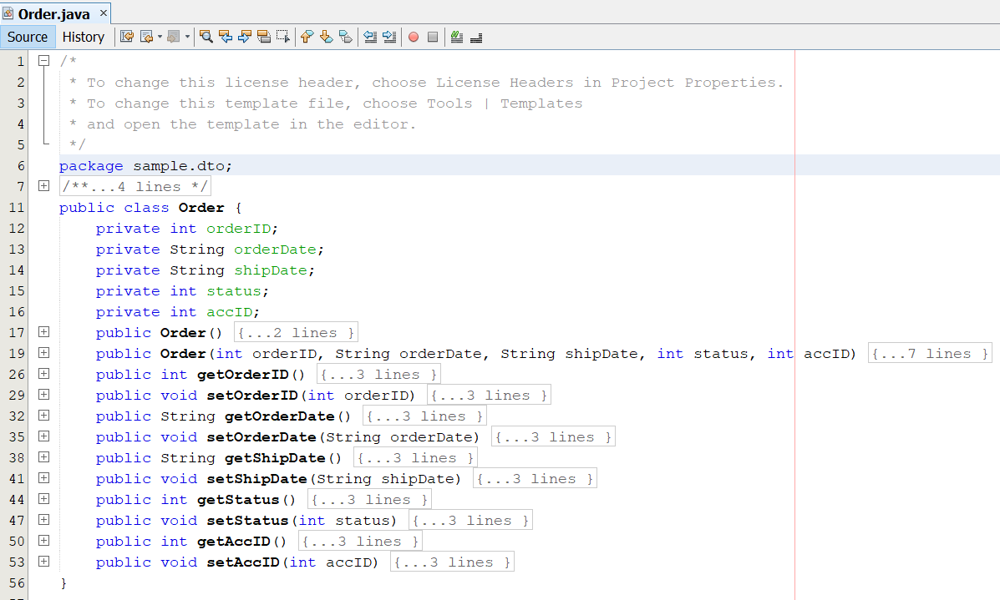 Order.java ×
Source History
1 /*
2 * To change this license header, choose License Headers in Project Properties.
3 * To change this template file, choose Tools | Templates
4 * and open the template in the editor.
5 */
6 package sample.dto;
7 /**...4 lines */
11 public class Order {
12 private int orderID;
13 private String orderDate;
14 private String shipDate;
15 private int status;
16 private int accID;
17 public Order() {...2 lines }
19 public Order(int orderID, String orderDate, String shipDate, int status, int accID) {...7 lines }
26 public int getOrderID() {...3 lines }
29 public void setOrderID(int orderID) {...3 lines }
32 public String getOrderDate() {...3 lines }
35 public void setOrderDate(String orderDate) {...3 lines }
38 public String getShipDate() {...3 lines }
41 public void setShipDate(String shipDate) {...3 lines }
44 public int getStatus() {...3 lines }
47 public void setStatus(int status) {...3 lines }
50 public int getAccID() {...3 lines }
53 public void setAccID(int accID) {...3 lines }
56 }